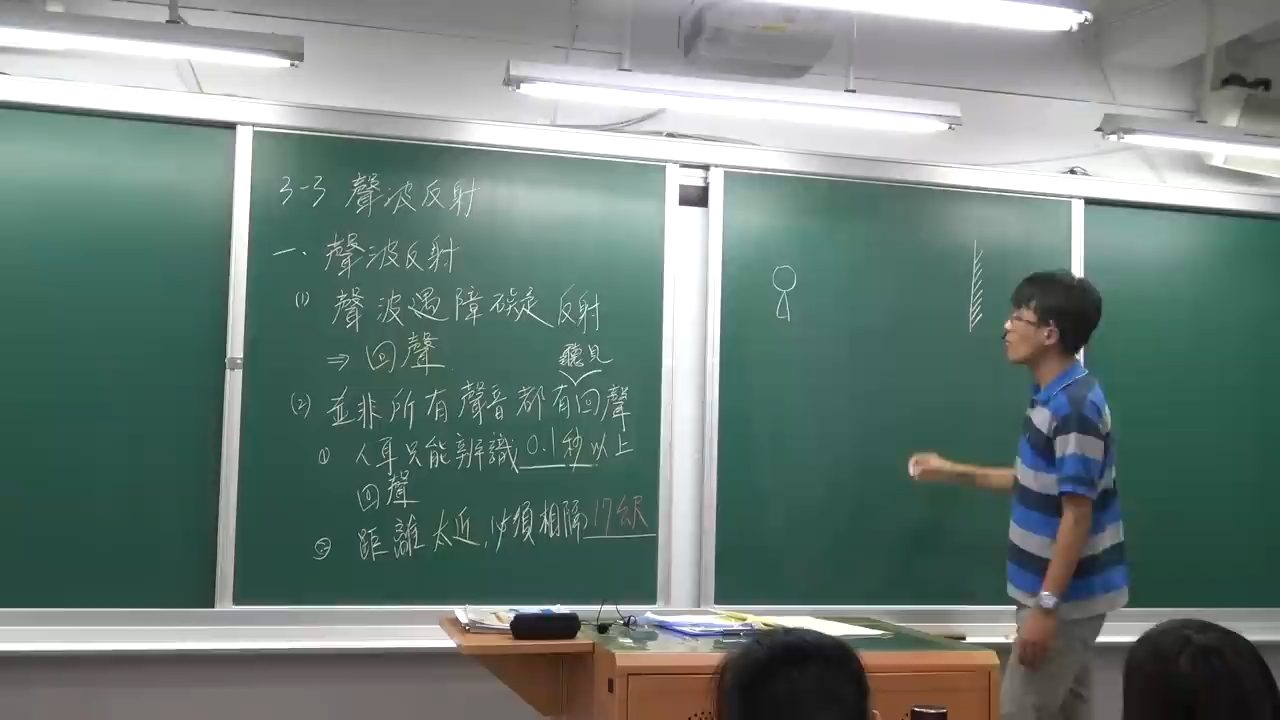 3-3 聲波反射
一、聲波反射
(1) 聲波遇障礙是反射
⇒ 回聲
聽見
(2) 並非所有聲音都有回聲
① 人耳只能辨識0.1秒以上
回聲
② 距離太近,必須相隔17公尺